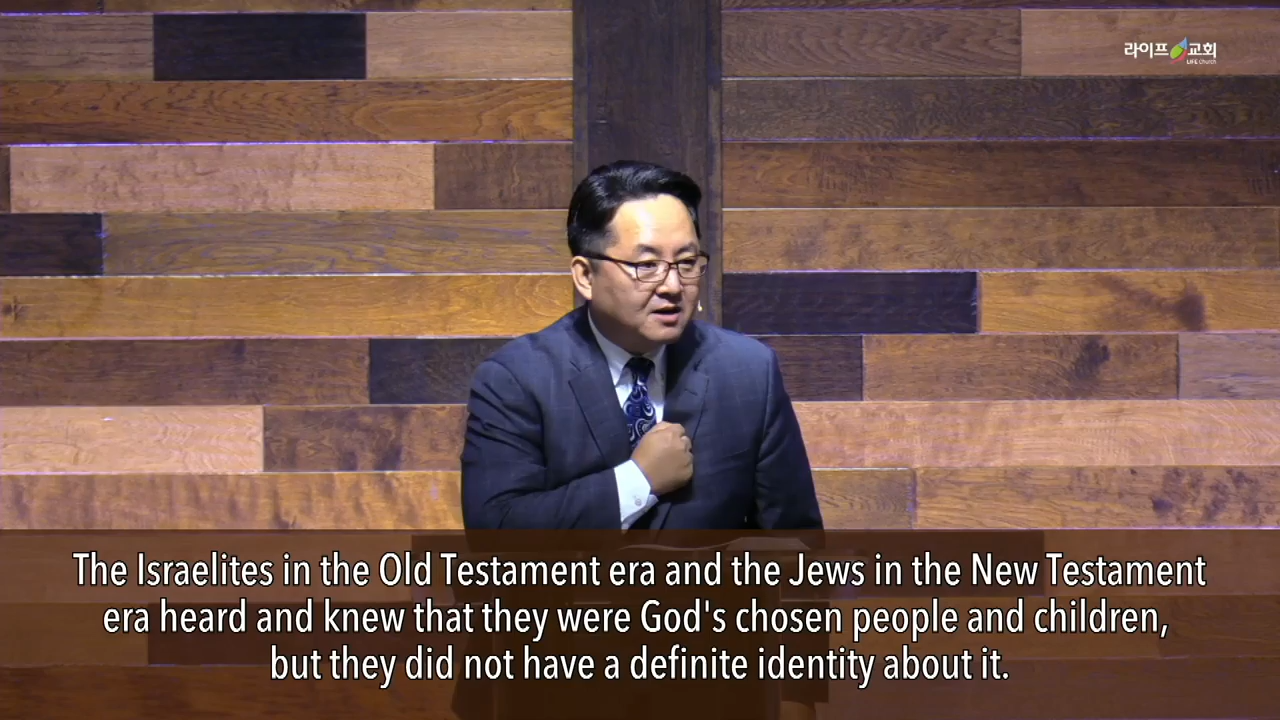 라이프 교회
LIFE Church
The Israelites in the Old Testament era and the Jews in the New Testament
era heard and knew that they were God's chosen people and children,
but they did not have a definite identity about it.